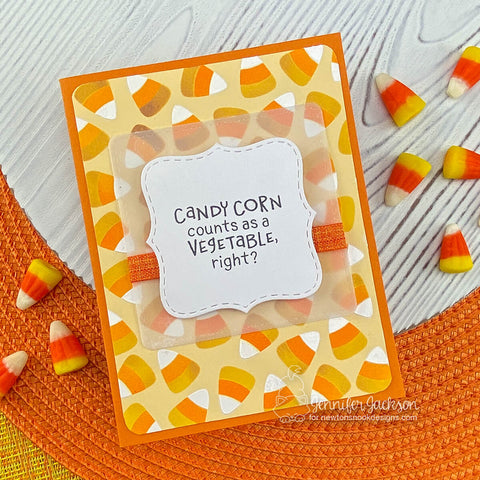 CANDY CORN
counts as a
VEGETABLE,
right?
Jennifer Jackson
for newtonsnookdesigns.com